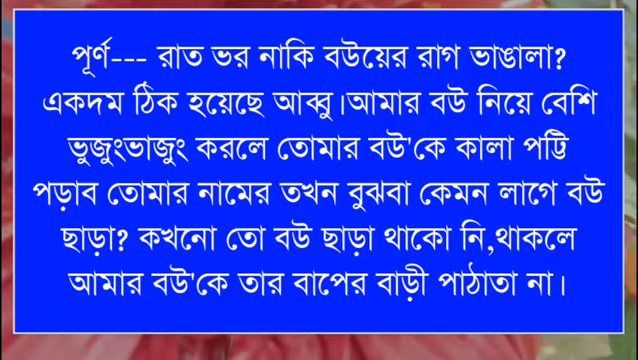 পূর্ণ--- রাত ভর নাকি বউয়ের রাগ ভাঙালা?
একদম ঠিক হয়েছে আব্বু।আমার বউ নিয়ে বেশি
ভুজুংভাজুং করলে তোমার বউ'কে কালা পট্টি
পড়াব তোমার নামের তখন বুঝবা কেমন লাগে বউ
ছাড়া? কখনো তো বউ ছাড়া থাকো নি,থাকলে
আমার বউ'কে তার বাপের বাড়ী পাঠাতা না।